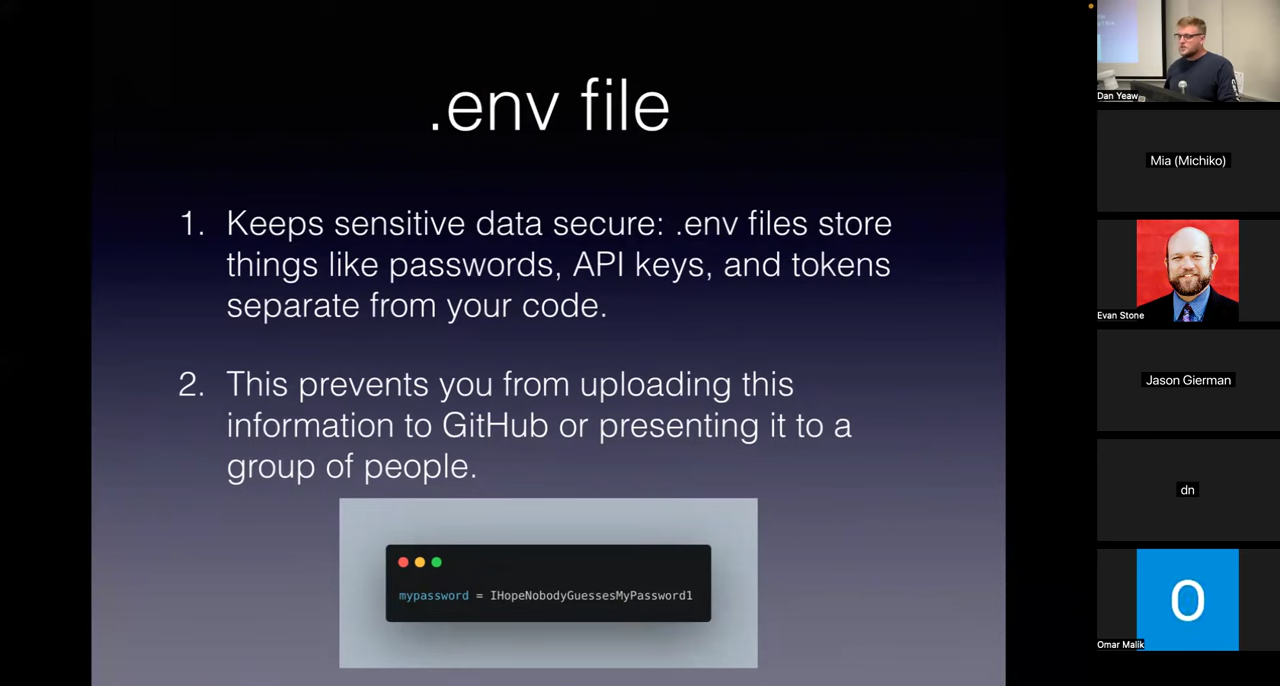 .env file
1. Keeps sensitive data secure: .env files store
things like passwords, API keys, and tokens
separate from your code.
2. This prevents you from uploading this
information to GitHub or presenting it to a
group of people.
mypassword = IHopeNobodyGuessesMyPassword1
Dan Yeaw
Mia (Michiko)
Evan Stone
Jason Gierman
dn
O
Omar Malik